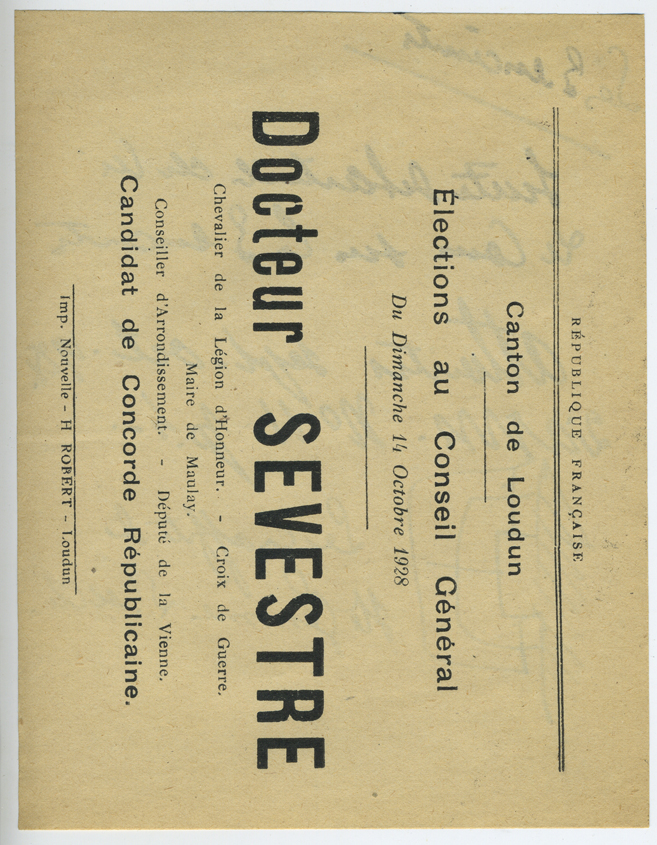 RÉPUBLIQUE FRANÇAISE
Canton de Loudun
Élections au Conseil Général
Du Dimanche 14 Octobre 1928
Docteur SEVESTRE
Chevalier de la Légion d'Honneur. - Croix de Guerre.
Maire de Maulay.
Conseiller d'Arrondissement. - Député de la Vienne.
Candidat de Concorde Républicaine.
Imp. Nouvelle - H ROBERT - Loudun